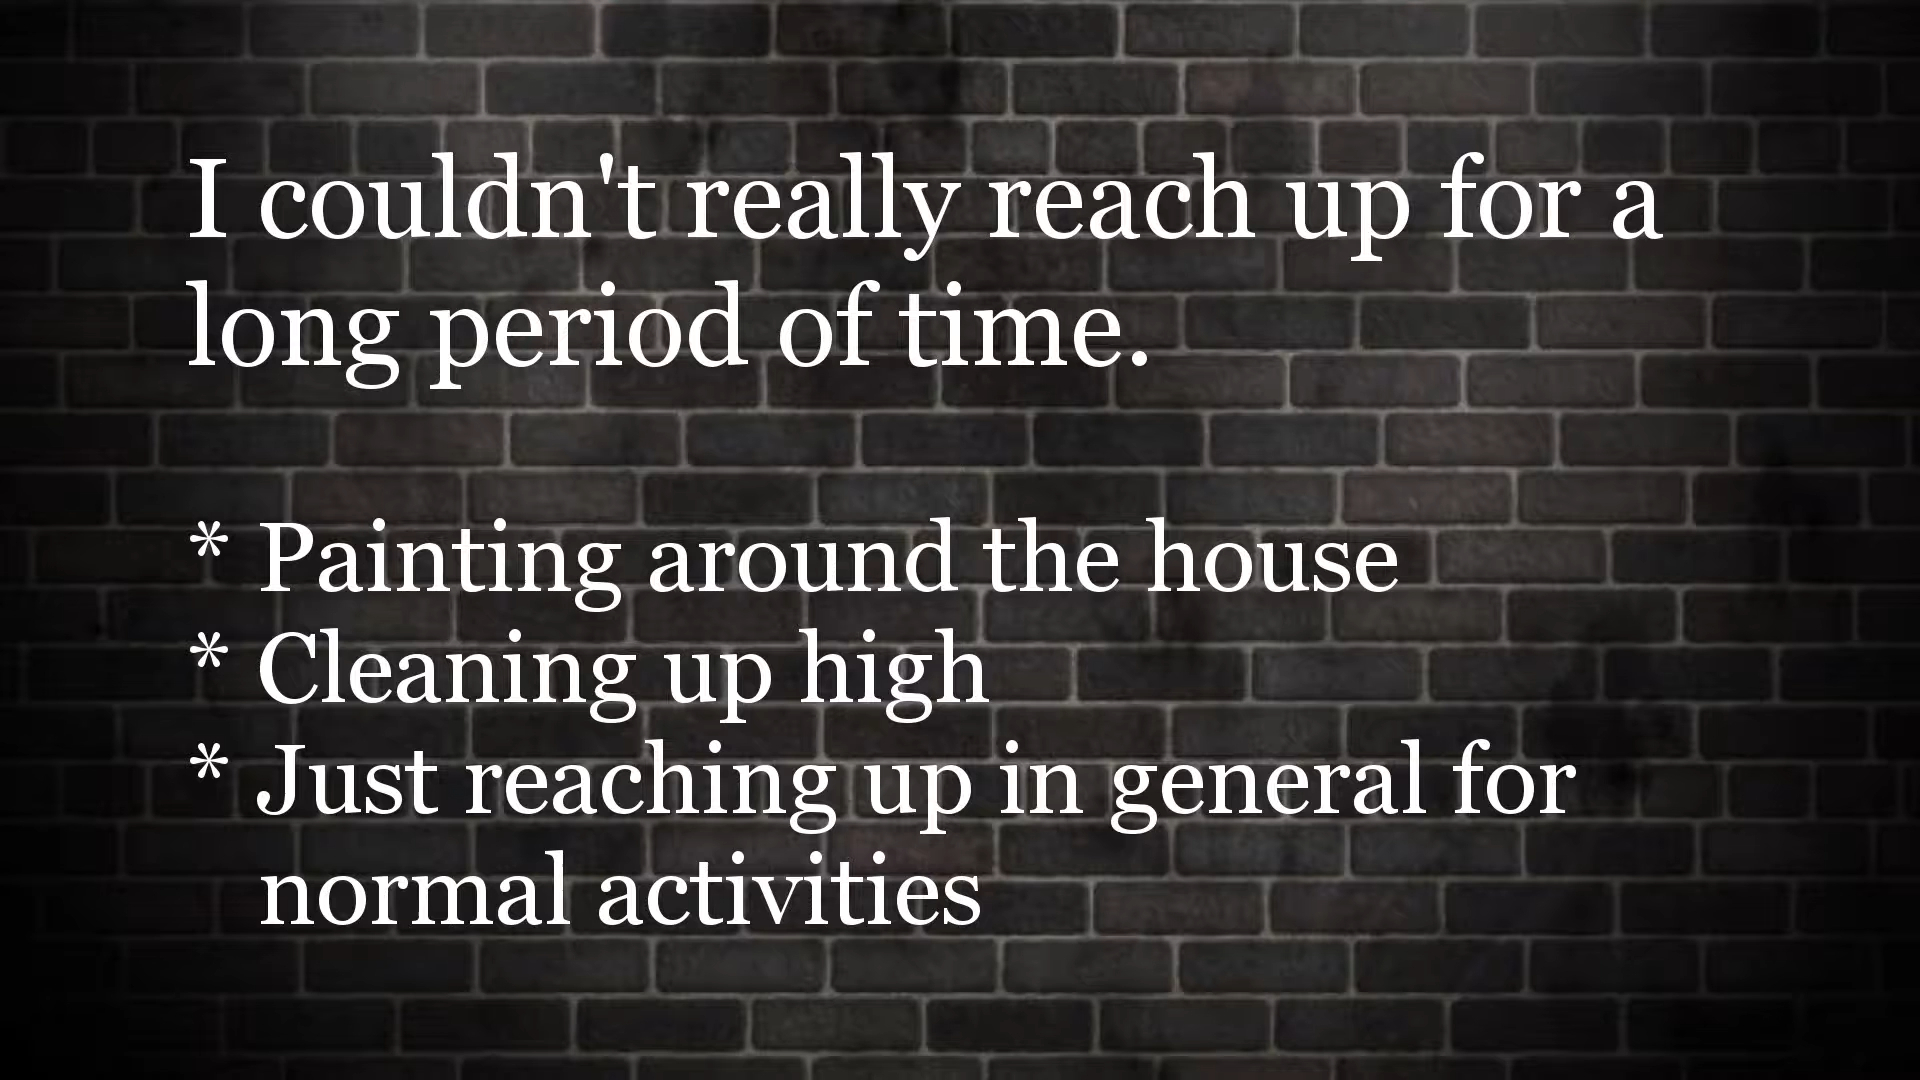 I couldn't really reach up for a
long period of time.
* Painting around the house
* Cleaning up high
* Just reaching up in general for
normal activities